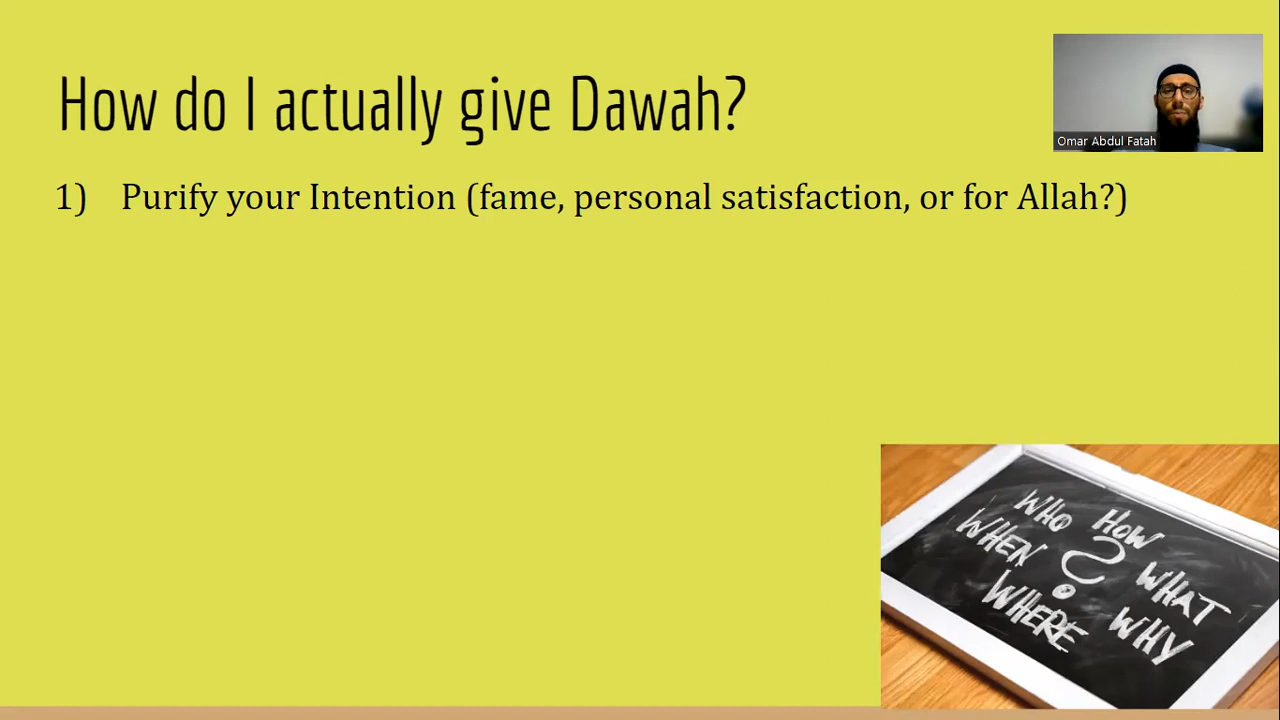 How do I actually give Dawah?
Omar Abdul Fatah
1) Purify your Intention (fame, personal satisfaction, or for Allah?)
WHO HOW
WHEN ? WHAT
WHERE WHY